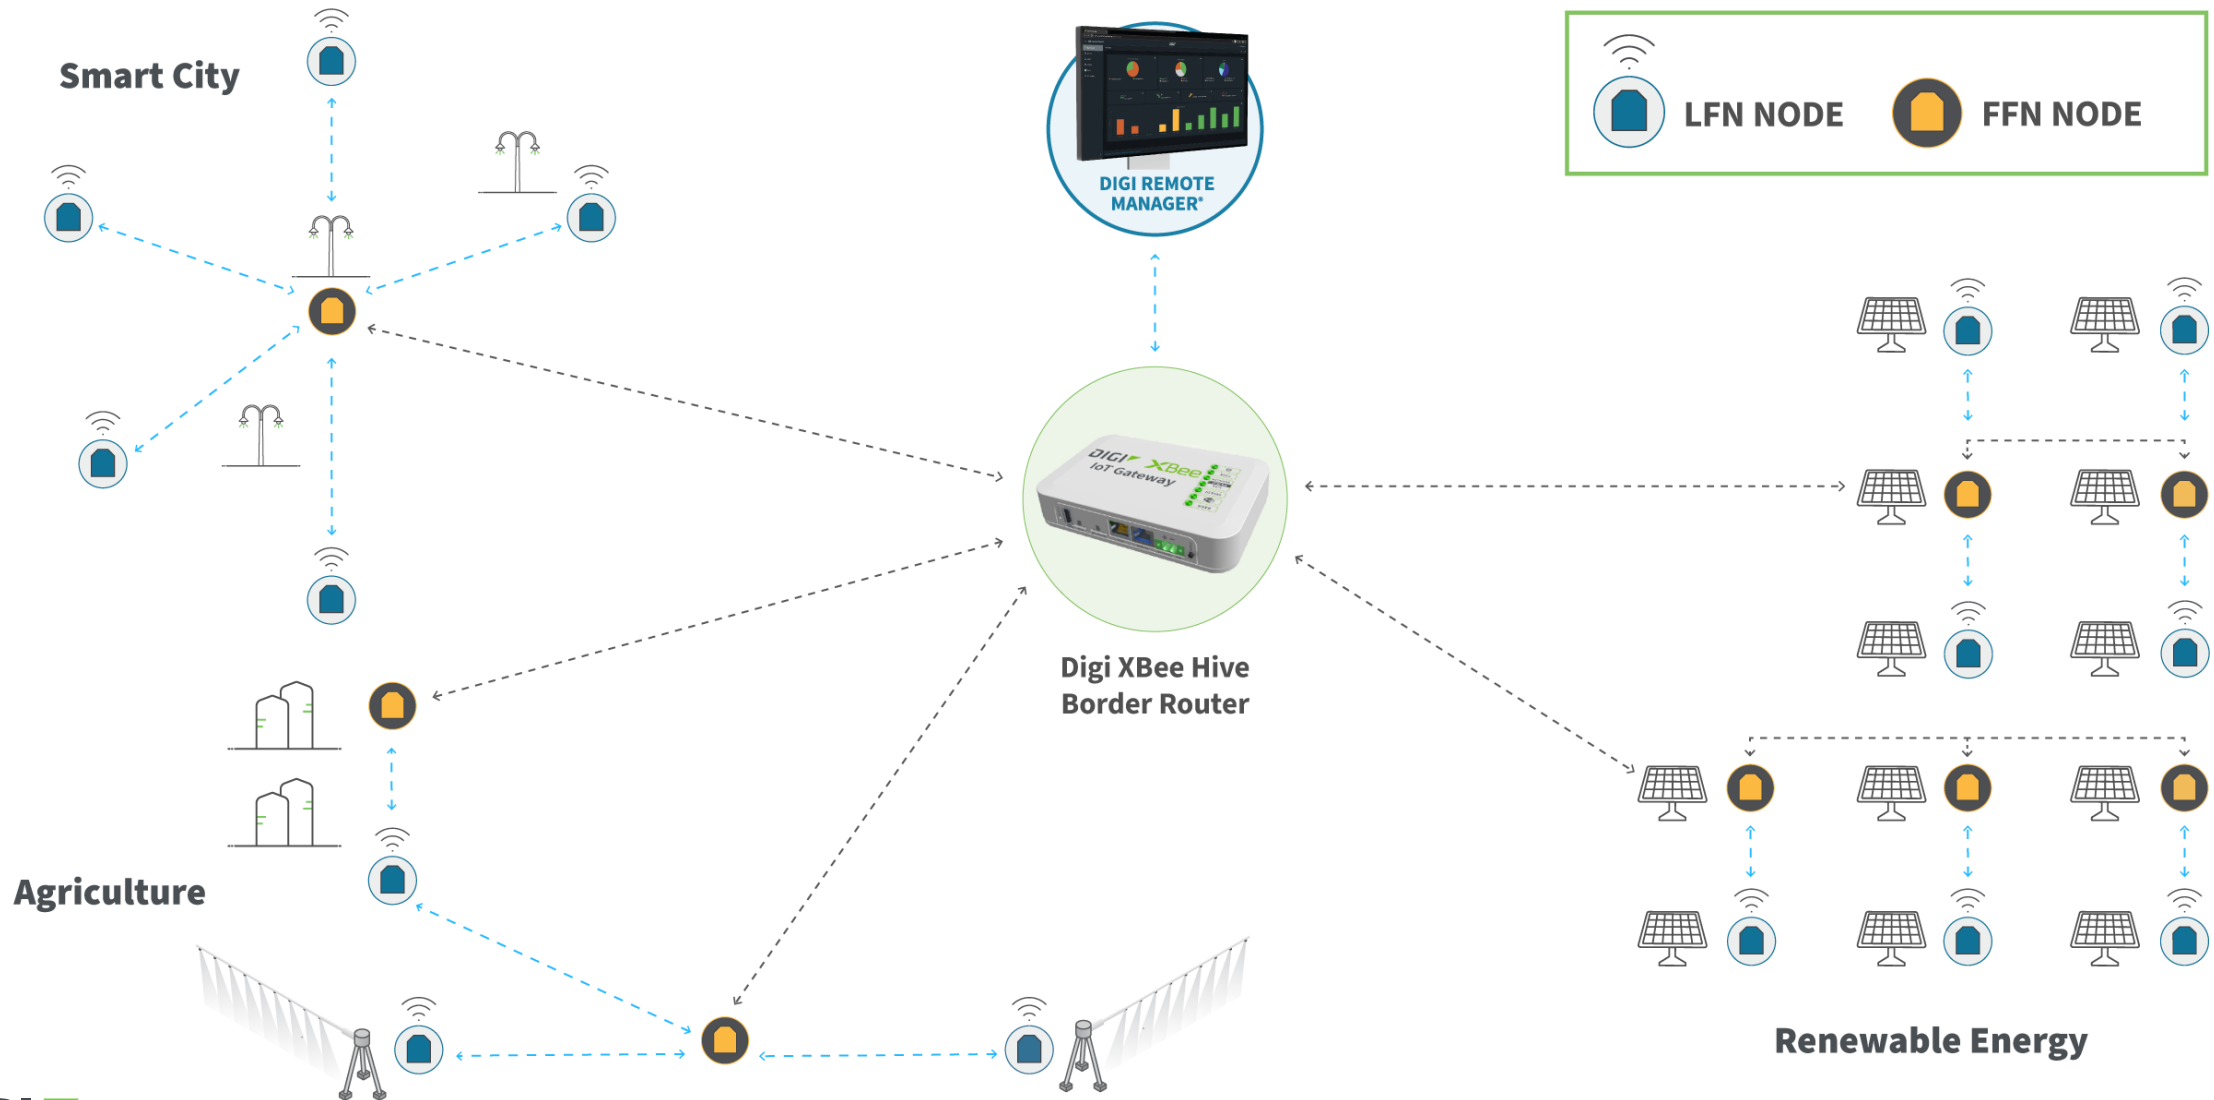 Smart City
DIGI REMOTE
MANAGER®
LFN NODE
FFN NODE
DIGI XBee
IoT Gateway
Digi XBee Hive
Border Router
Agriculture
Renewable Energy